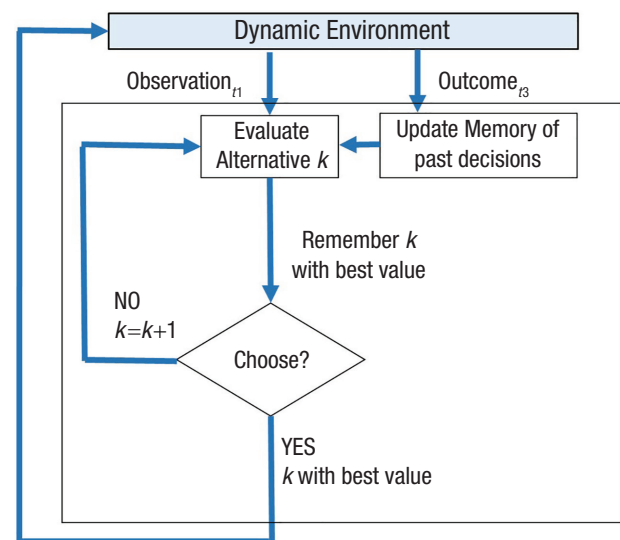 Dynamic Environment
Observation t1
Outcome t3
Evaluate
Alternative k
Update Memory of
past decisions
Remember k
with best value
NO
k=k+1
Choose?
YES
k with best value